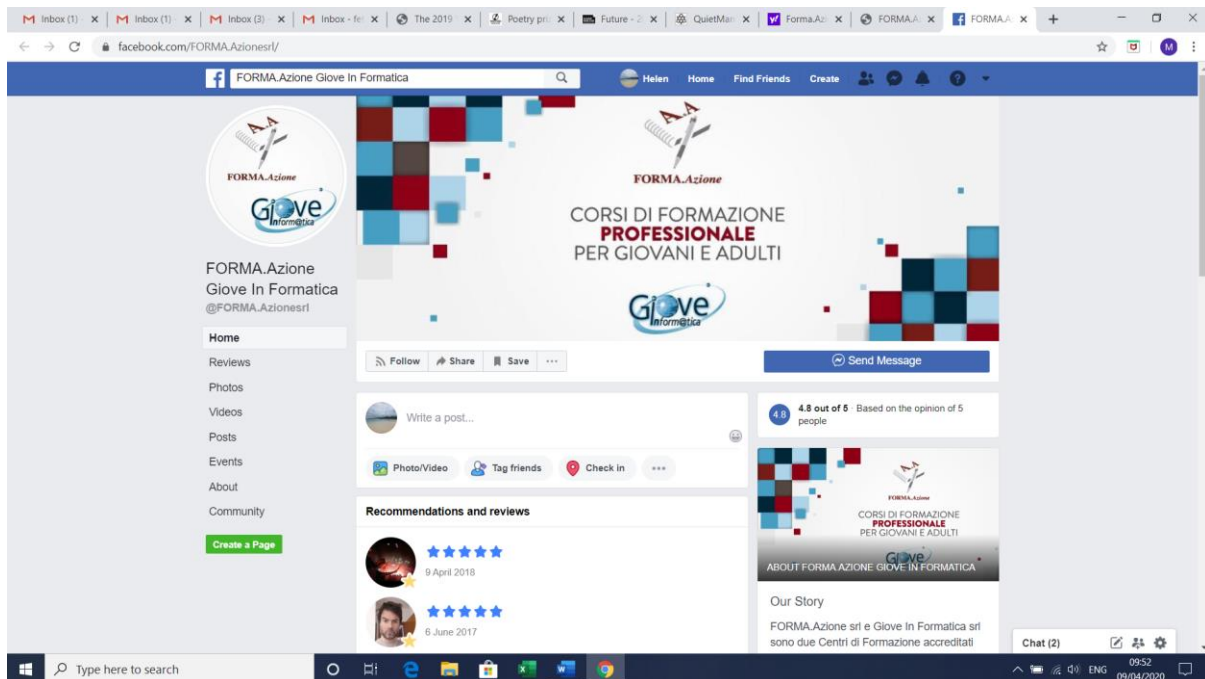 Inbox (1)
Inbox (1)
Inbox (3)
Inbox - fe
The 2019
Poetry pri
Future - 2
QuietMan
Forma.Az
FORMA.A
FORMA.A
facebook.com/FORMA.Azionesrl/
FORMA.Azione Giove In Formatica
Helen Home Find Friends Create
A.A
FORMA.Azione
Giove
Inform@tica
FORMA.Azione
Giove In Formatica
@FORMA.Azionesrl
Home
Reviews
Photos
Videos
Posts
Events
About
Community
Create a Page
A.A
FORMA.Azione
CORSI DI FORMAZIONE
PROFESSIONALE
PER GIOVANI E ADULTI
Giove
Inform@tica
Follow Share Save ...
Send Message
Write a post...
Photo/Video Tag friends Check in ...
Recommendations and reviews
9 April 2018
6 June 2017
4.8 4.8 out of 5 · Based on the opinion of 5
people
A.A
FORMA.Azione
CORSI DI FORMAZIONE
PROFESSIONALE
PER GIOVANI E ADULTI
Giove
ABOUT FORMA.AZIONE GIOVE IN FORMATICA
Our Story
FORMA.Azione srl e Giove In Formatica srl
sono due Centri di Formazione accreditati
Chat (2)
Type here to search
ENG
09:52
09/04/2020